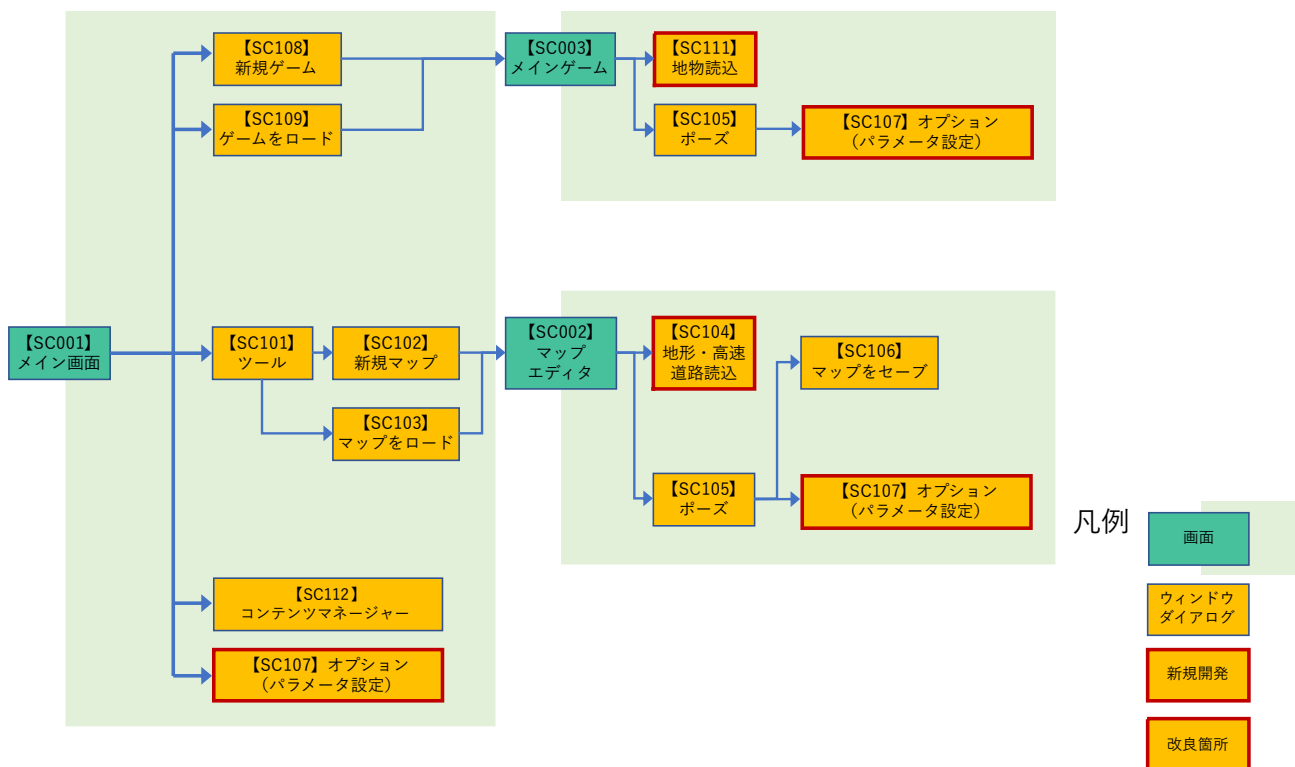 【SC108】
新規ゲーム
【SC109】
ゲームをロード
【SC003】
メインゲーム
【SC111】
地物読込
【SC105】
ポーズ
【SC107】オプション
（パラメータ設定）
【SC001】
メイン画面
【SC101】
ツール
【SC102】
新規マップ
【SC103】
マップをロード
【SC002】
マップ
エディタ
【SC104】
地形・高速
道路読込
【SC106】
マップをセーブ
【SC105】
ポーズ
【SC107】オプション
（パラメータ設定）
【SC112】
コンテンツマネージャー
【SC107】オプション
（パラメータ設定）
凡例
画面
ウィンドウ
ダイアログ
新規開発
改良箇所